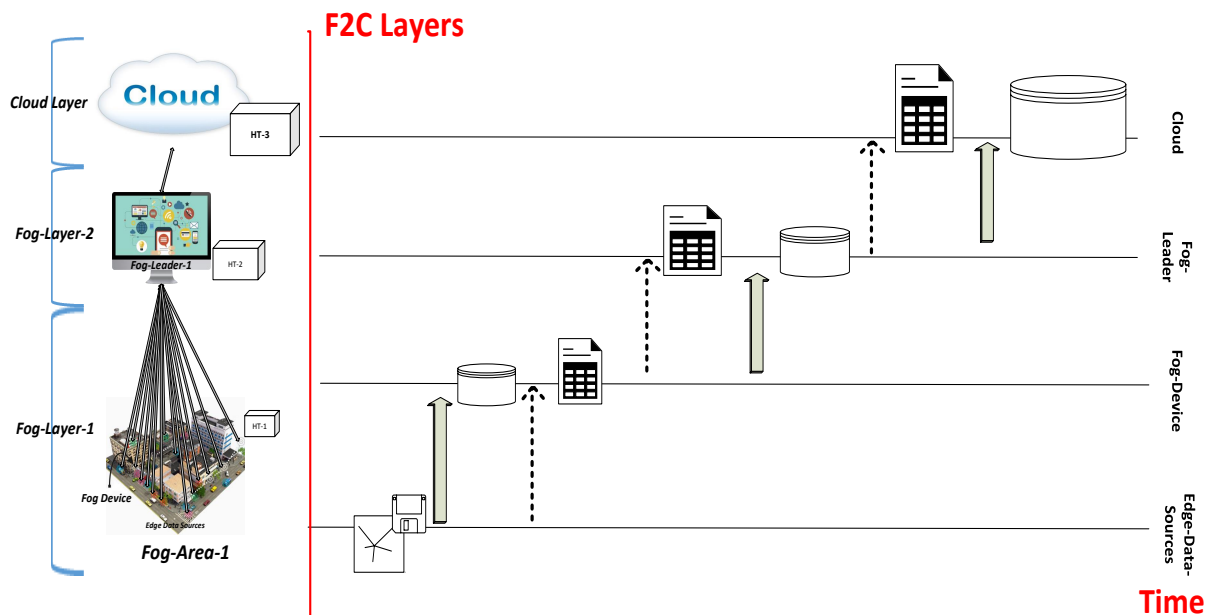 F2C Layers
Cloud Layer
Cloud
HT-3
Fog-Layer-2
Fog-Leader-1
HT-2
Fog-Layer-1
HT-1
Fog Device
Edge Data Sources
Fog-Area-1
Cloud
Fog-
Leader
Fog-Device
Edge-Data-
Sources
Time